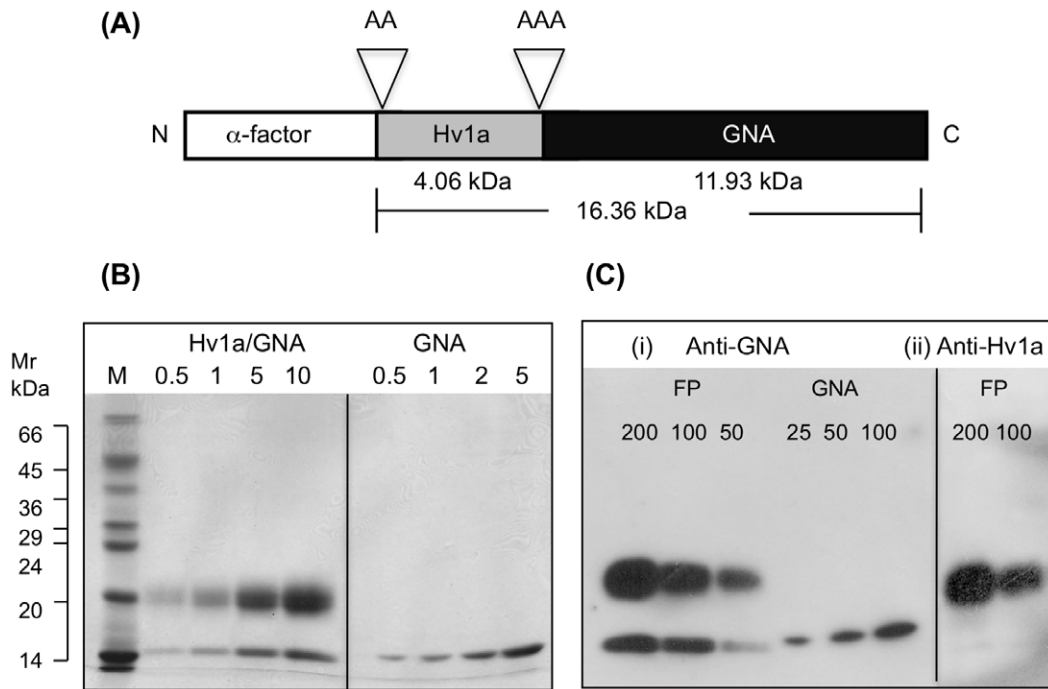 (A)
AA AAA
N α-factor Hv1a GNA C
4.06 kDa 11.93 kDa
16.36 kDa
(B)
Hv1a/GNA GNA
Mr
kDa
M 0.5 1 5 10 0.5 1 2 5
66
45
36
29
24
20
14
(C)
(i) Anti-GNA (ii) Anti-Hv1a
FP GNA FP
200 100 50 25 50 100 200 100